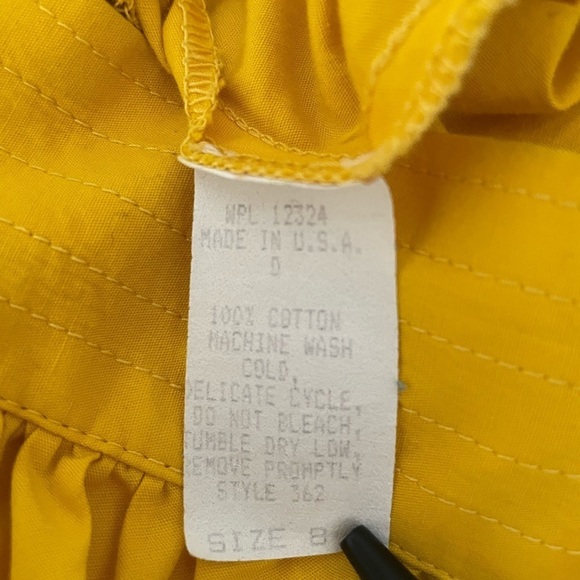 WPL 12324
MADE IN U.S.A.
D
100% COTTON
MACHINE WASH
COLD,
DELICATE CYCLE,
DO NOT BLEACH,
TUMBLE DRY LOW,
REMOVE PROMPTLY
STYLE 362
SIZE 8